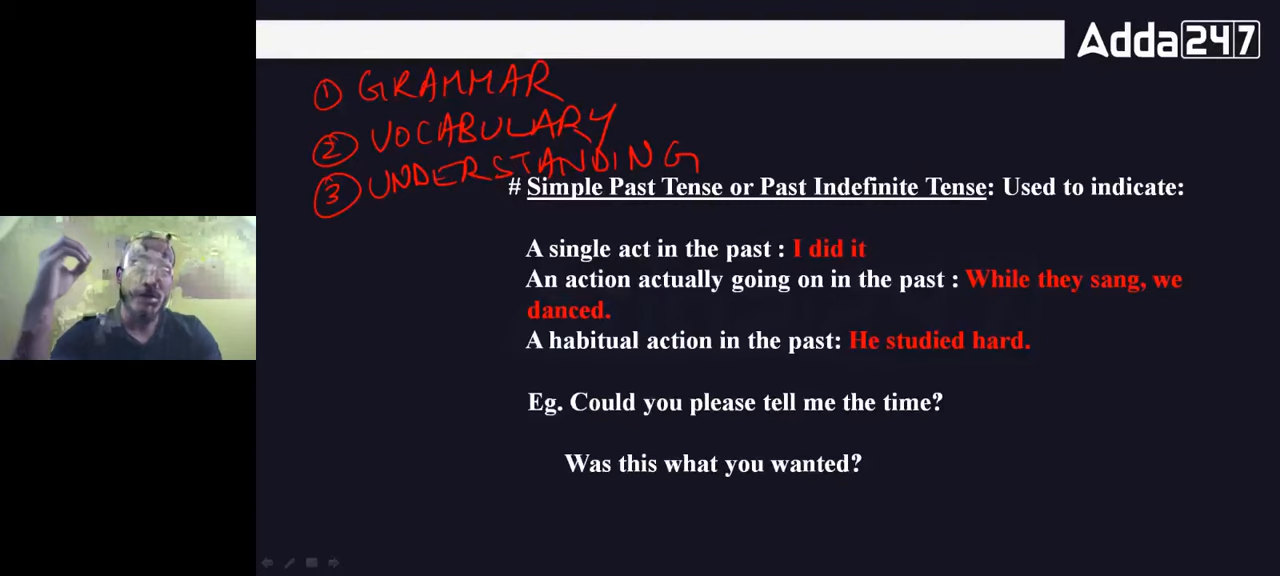 Adda247
① GRAMMAR
② VOCABULARY
③ UNDERSTANDING
# Simple Past Tense or Past Indefinite Tense: Used to indicate:
A single act in the past : I did it
An action actually going on in the past : While they sang, we
danced.
A habitual action in the past: He studied hard.
Eg. Could you please tell me the time?
Was this what you wanted?